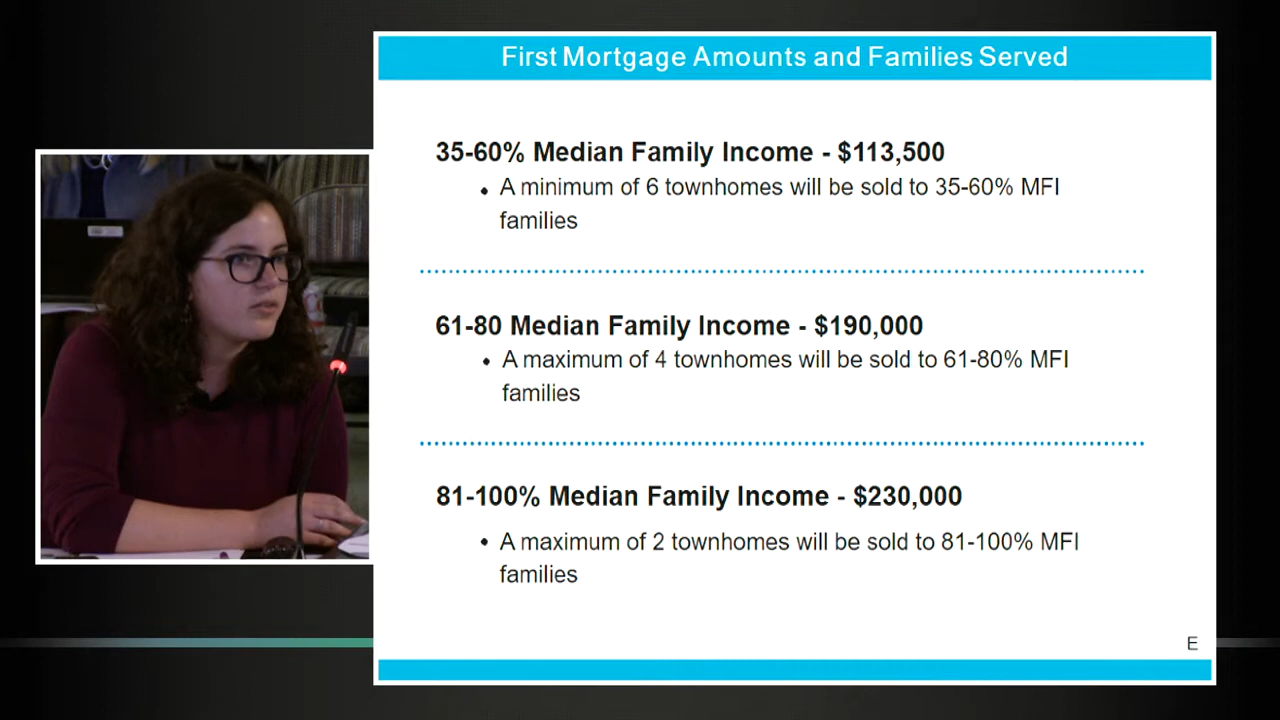 First Mortgage Amounts and Families Served
35-60% Median Family Income - $113,500
• A minimum of 6 townhomes will be sold to 35-60% MFI
families
61-80 Median Family Income - $190,000
• A maximum of 4 townhomes will be sold to 61-80% MFI
families
81-100% Median Family Income - $230,000
• A maximum of 2 townhomes will be sold to 81-100% MFI
families
E